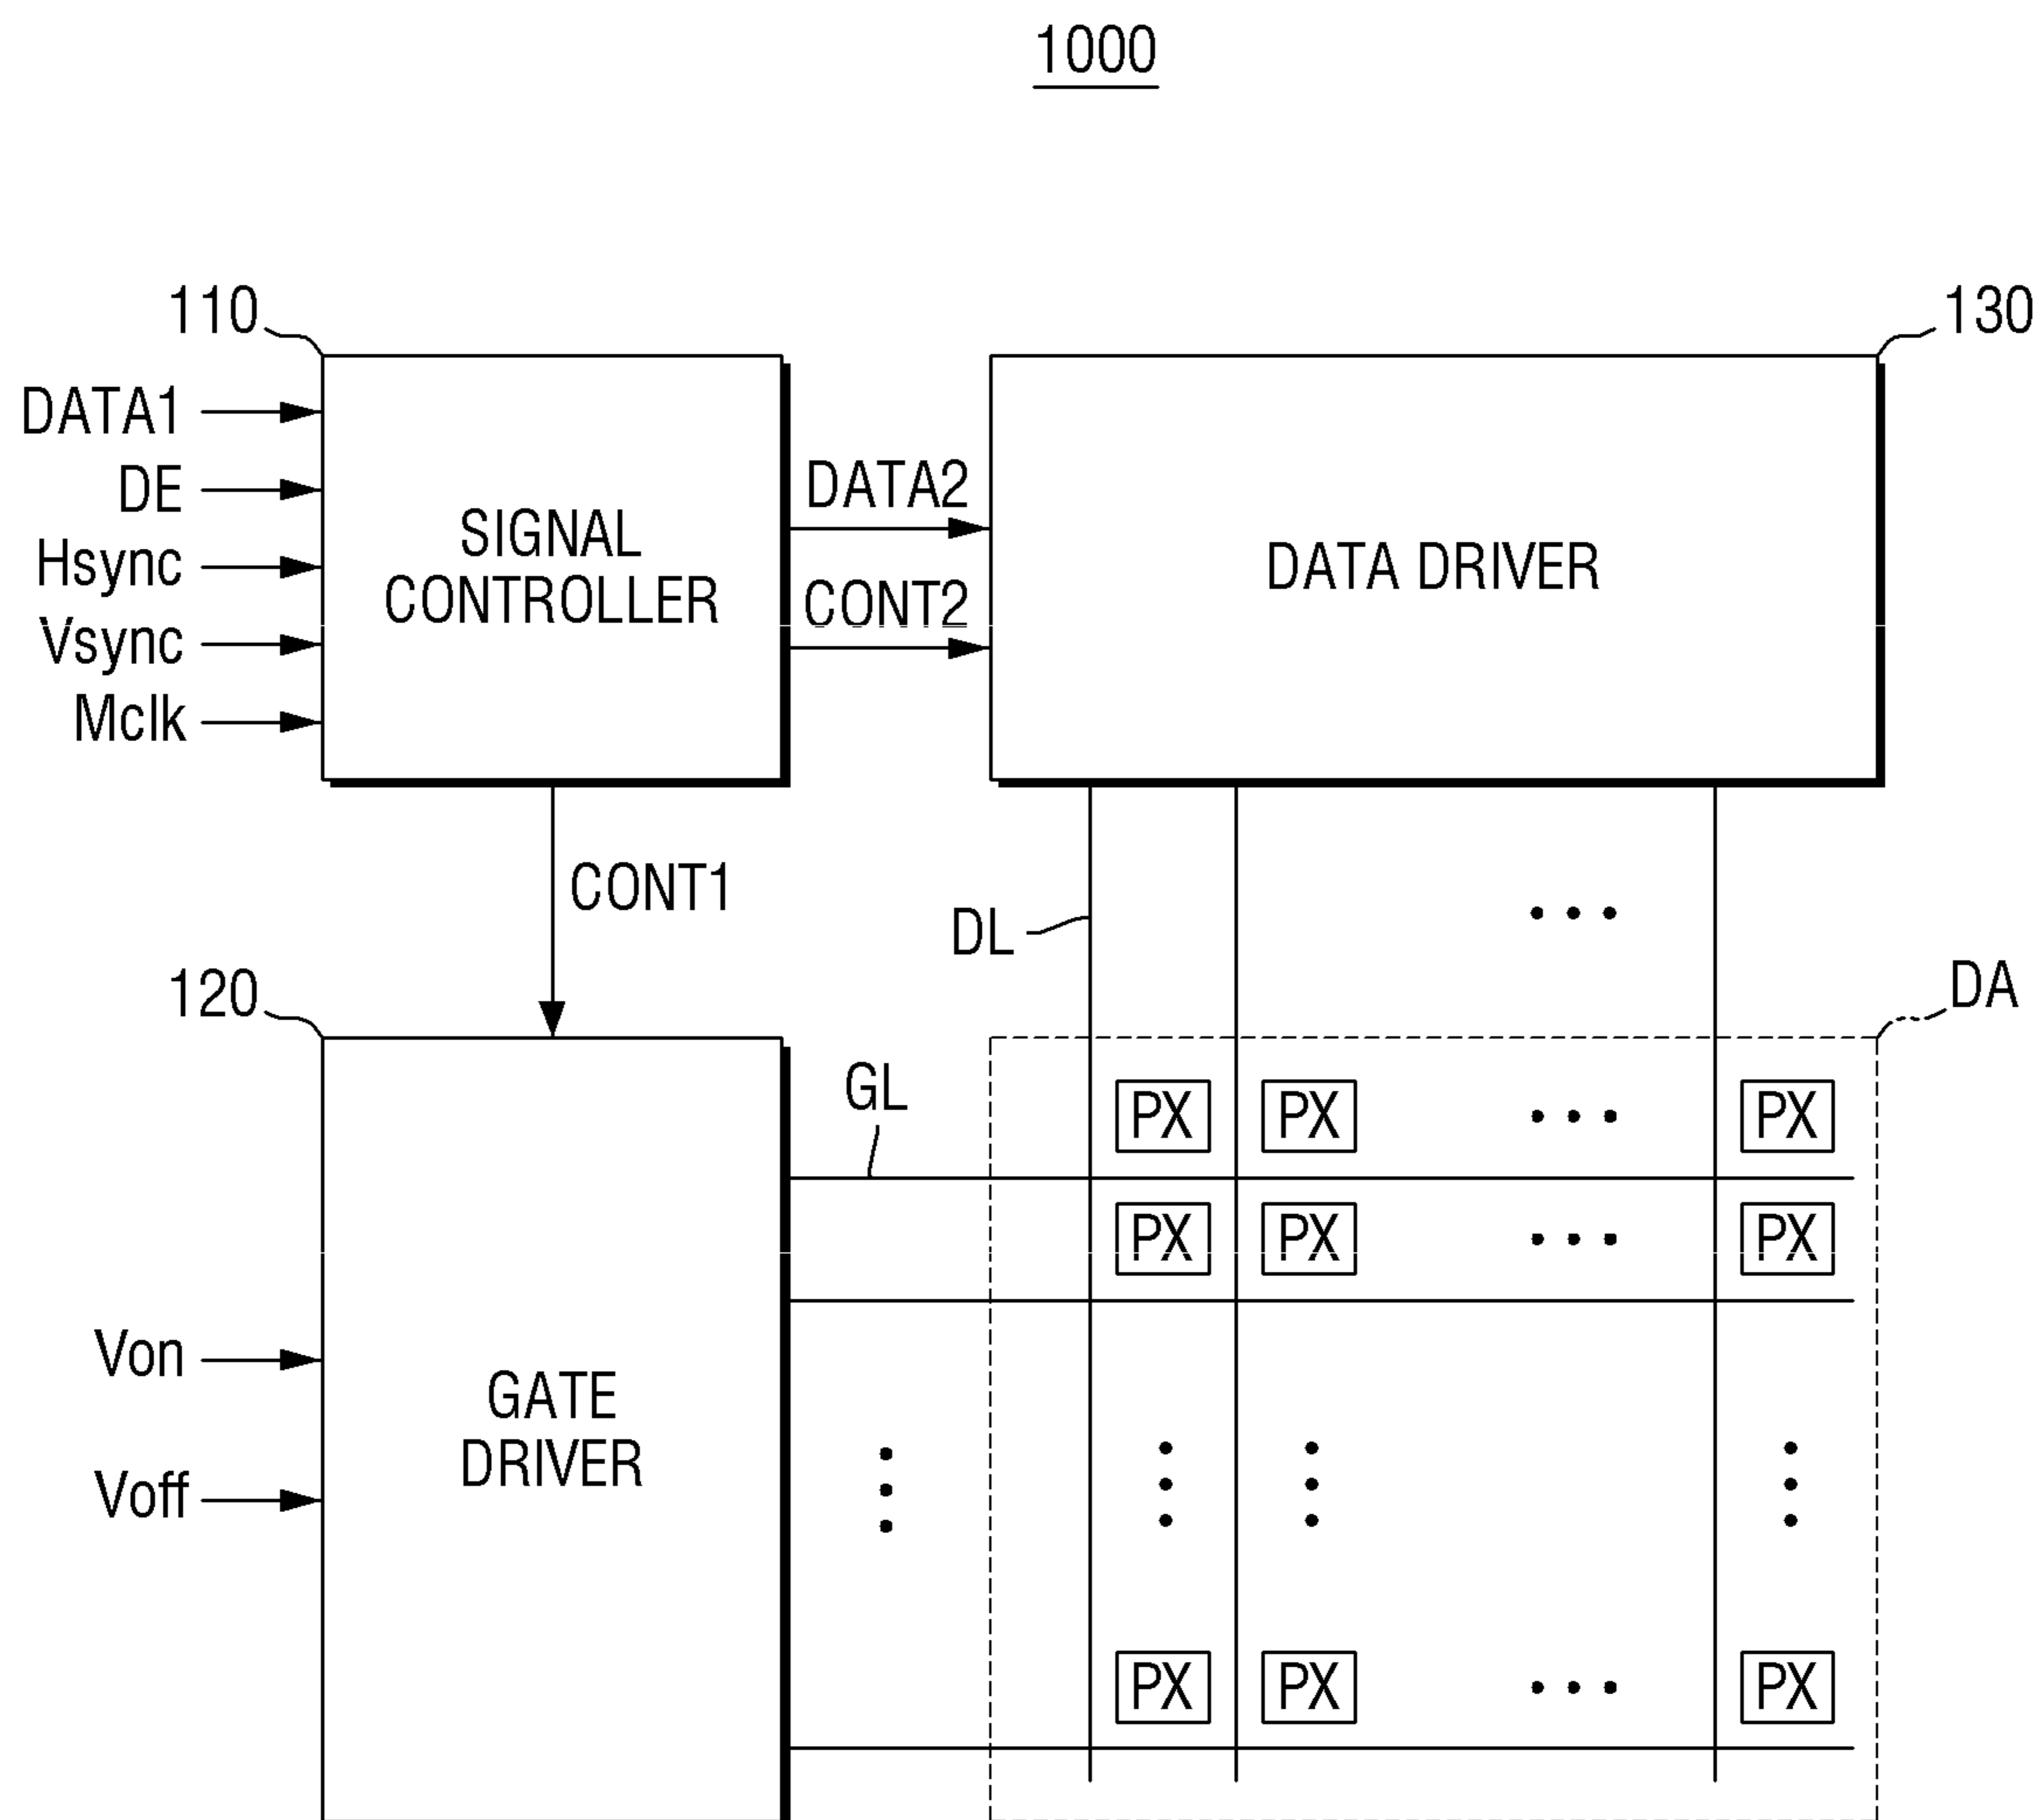 1000
110
130
DATA1
DE
Hsync
Vsync
Mclk
SIGNAL
CONTROLLER
DATA2
CONT2
DATA DRIVER
CONT1
DL
120
DA
GL
PX PX PX
PX PX PX
Von
Voff
GATE
DRIVER
PX PX PX